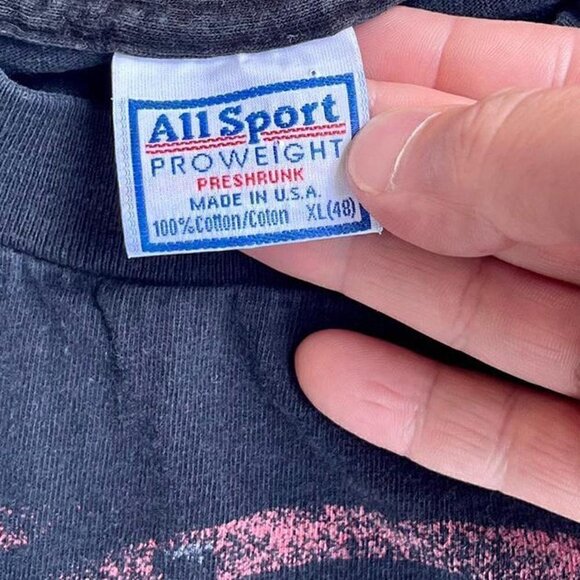 All Sport
PROWEIGHT
PRESHRUNK
MADE IN U.S.A.
100% Cotton/Coton XL(48)